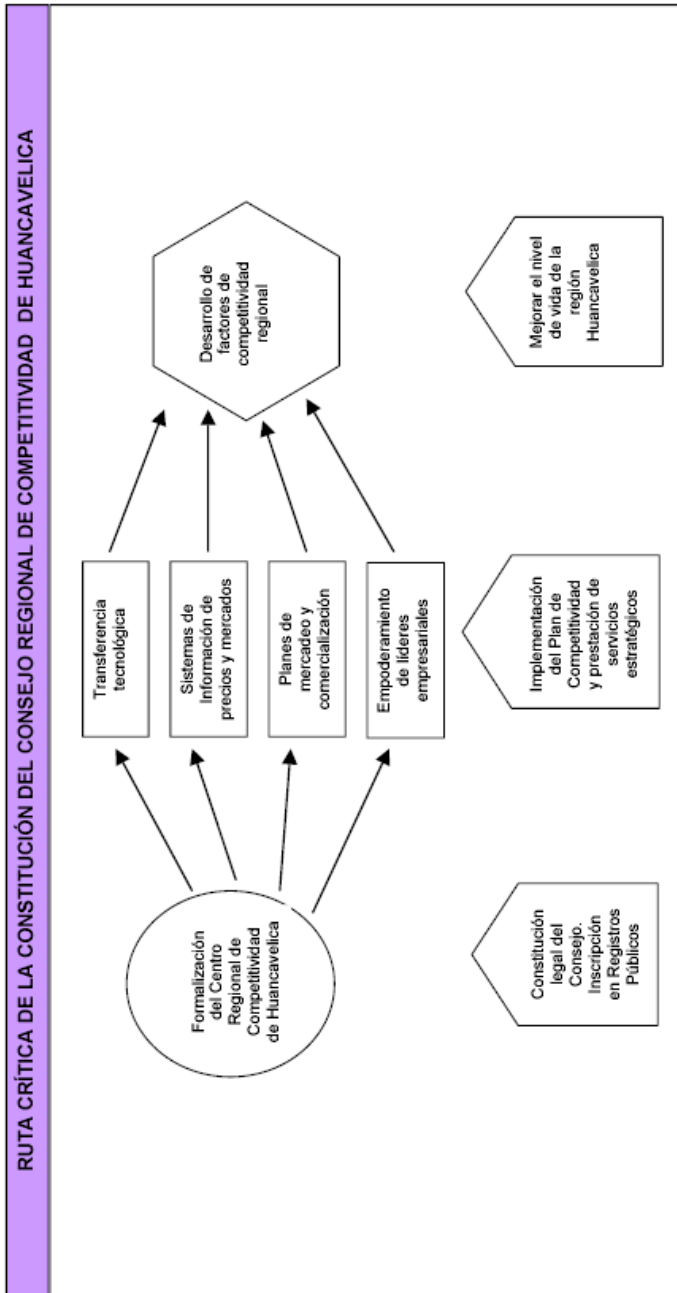 RUTA CRÍTICA DE LA CONSTITUCIÓN DEL CONSEJO REGIONAL DE COMPETITIVIDAD DE HUANCAVELICA
Formalización
del Centro
Regional de
Competitividad
de Huancavelica
Transferencia
tecnológica
Sistemas de
Información de
precios y mercados
Planes de
mercadeo y
comercialización
Empoderamiento
de líderes
empresariales
Desarrollo de
factores de
competitividad
regional
Constitución
legal del
Consejo.
Inscripción
en Registros
Públicos
Implementación
del Plan de
Competitividad
y prestación de
servicios
estratégicos
Mejorar el nivel
de vida de la
región
Huancavelica